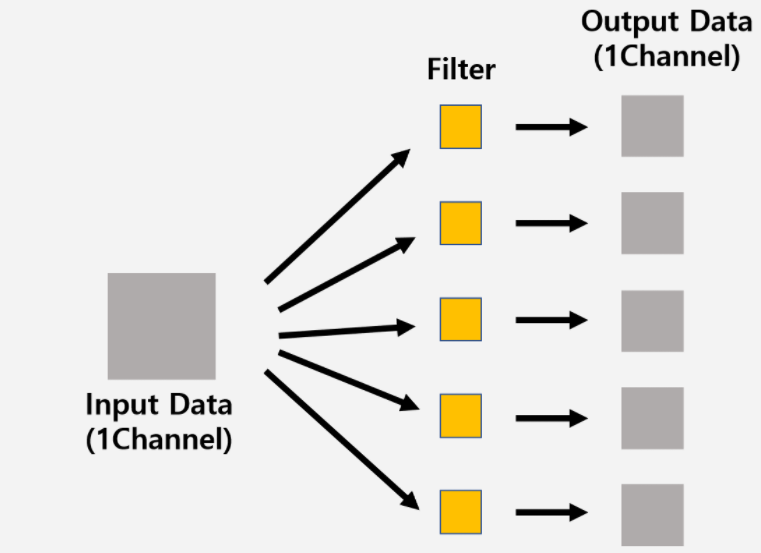 Output Data
(1Channel)
Filter
Input Data
(1Channel)